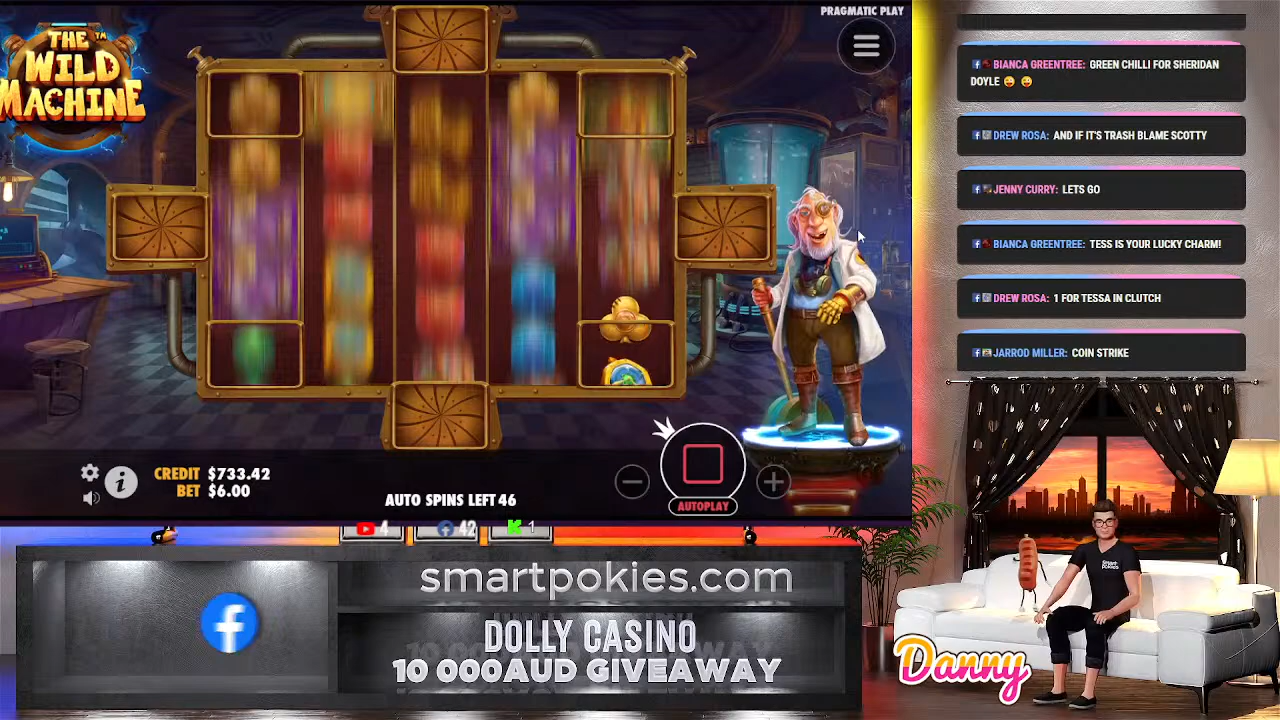 THE™
WILD
MACHINE
PRAGMATIC PLAY
CREDIT $733.42
BET $6.00
AUTO SPINS LEFT 46
AUTOPLAY
4
42
1
smartpokies.com
DOLLY CASINO
10 000AUD GIVEAWAY
BIANCA GREENTREE: GREEN CHILLI FOR SHERIDAN
DOYLE
DREW ROSA: AND IF IT'S TRASH BLAME SCOTTY
JENNY CURRY: LETS GO
BIANCA GREENTREE: TESS IS YOUR LUCKY CHARM!
DREW ROSA: 1 FOR TESSA IN CLUTCH
JARROD MILLER: COIN STRIKE
smart
pokies
Danny